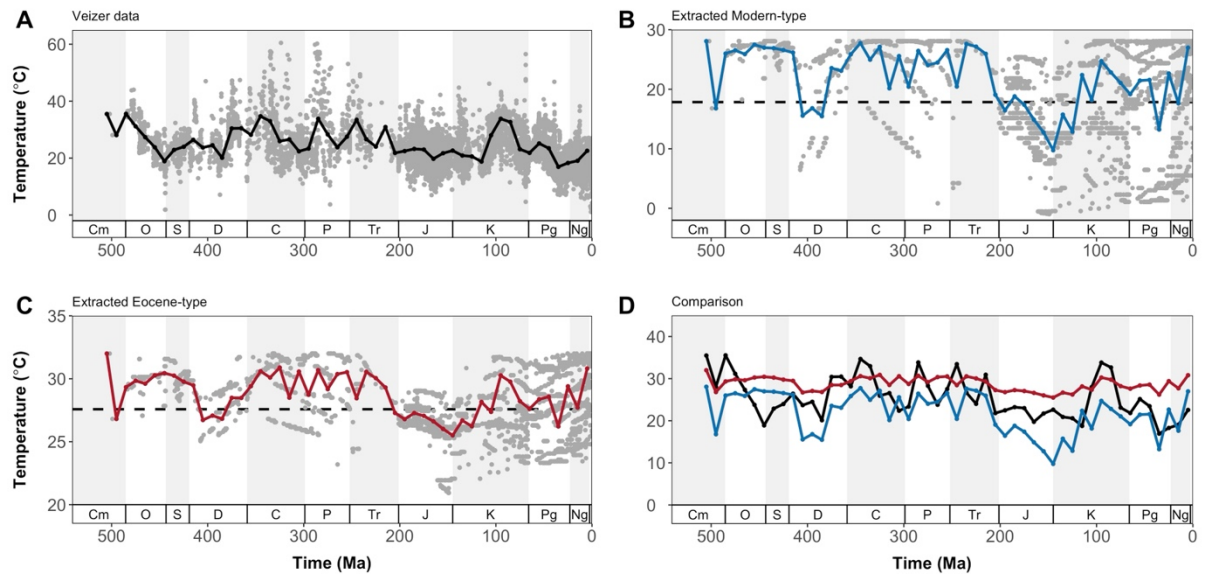 A Veizer data
Temperature (°C)
60
40
20
0
Cm O S D C P Tr J K Pg Ng
500 400 300 200 100 0
B Extracted Modern-type
30
20
10
0
Cm O S D C P Tr J K Pg Ng
500 400 300 200 100 0
C Extracted Eocene-type
Temperature (°C)
35
30
25
20
Cm O S D C P Tr J K Pg Ng
500 400 300 200 100 0
Time (Ma)
D Comparison
40
30
20
10
0
Cm O S D C P Tr J K Pg Ng
500 400 300 200 100 0
Time (Ma)